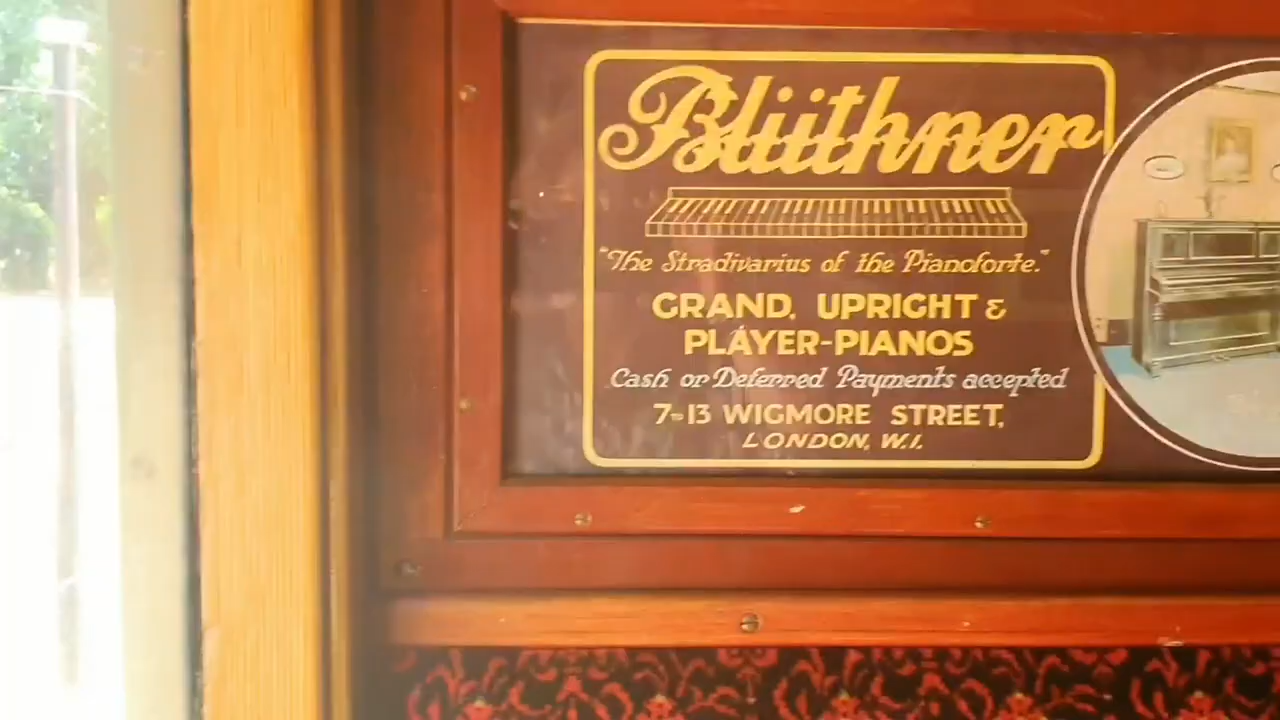 Blüthner
"The Stradivarius of the Pianoforte."
GRAND, UPRIGHT &
PLAYER-PIANOS
Cash or Deferred Payments accepted
7-13 WIGMORE STREET,
LONDON, W.1.